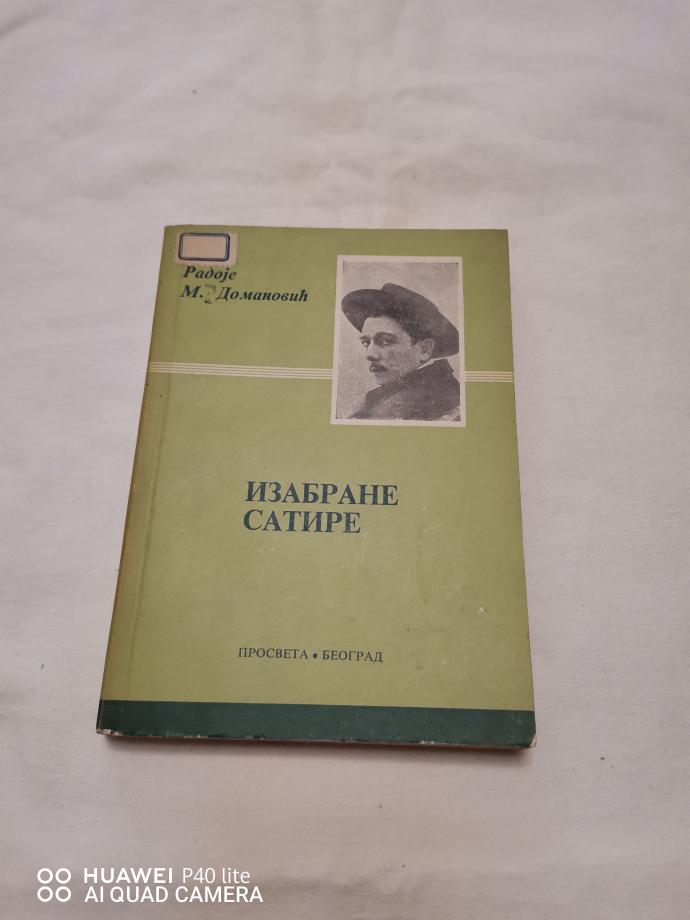 Радоје
М. Домановић
ИЗАБРАНЕ
САТИРЕ
ПРОСВЕТА • БЕОГРАД
HUAWEI P40 lite
AI QUAD CAMERA